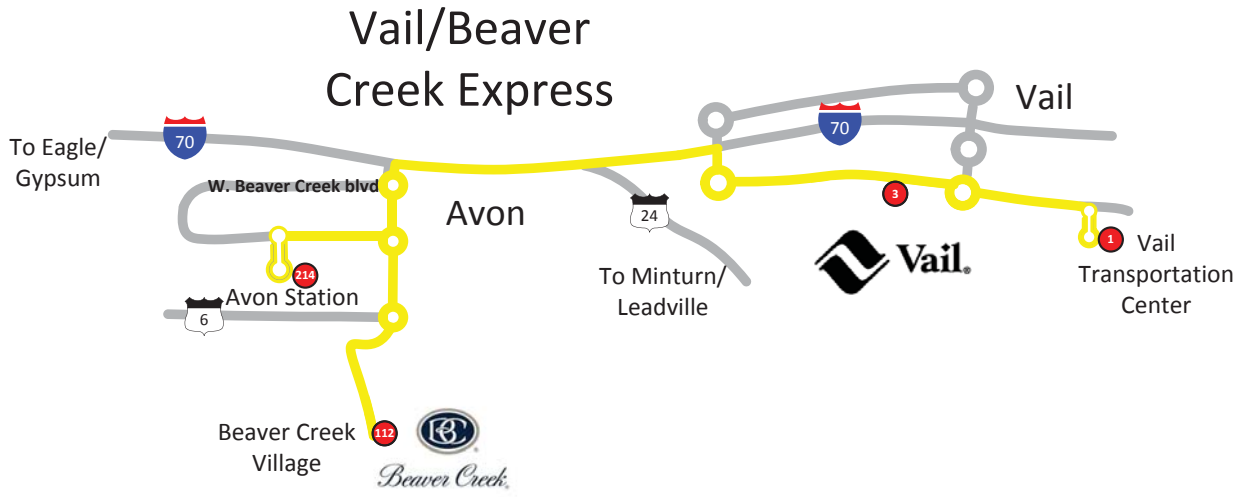 Vail/Beaver
Creek Express
To Eagle/
Gypsum
70
W. Beaver Creek blvd
Avon
214
Avon Station
6
Beaver Creek
Village
112
BC
Beaver Creek®
24
To Minturn/
Leadville
70
Vail
3
Vail®
1
Vail
Transportation
Center